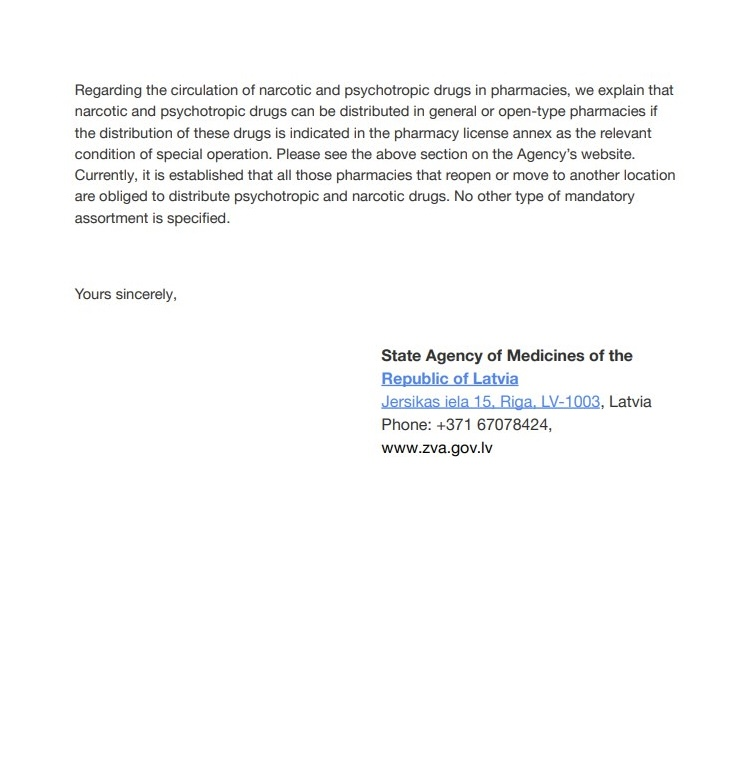 Regarding the circulation of narcotic and psychotropic drugs in pharmacies, we explain that
narcotic and psychotropic drugs can be distributed in general or open-type pharmacies if
the distribution of these drugs is indicated in the pharmacy license annex as the relevant
condition of special operation. Please see the above section on the Agency’s website.
Currently, it is established that all those pharmacies that reopen or move to another location
are obliged to distribute psychotropic and narcotic drugs. No other type of mandatory
assortment is specified.
Yours sincerely,
State Agency of Medicines of the
Republic of Latvia
Jersikas iela 15, Riga, LV-1003, Latvia
Phone: +371 67078424,
www.zva.gov.lv